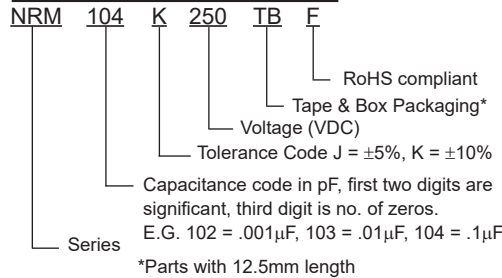 NRM 104 K 250 TB F
RoHS compliant
Tape & Box Packaging*
Voltage (VDC)
Tolerance Code J = ±5%, K = ±10%
Capacitance code in pF, first two digits are
significant, third digit is no. of zeros.
E.G. 102 = .001μF, 103 = .01μF, 104 = .1μF
Series
*Parts with 12.5mm length